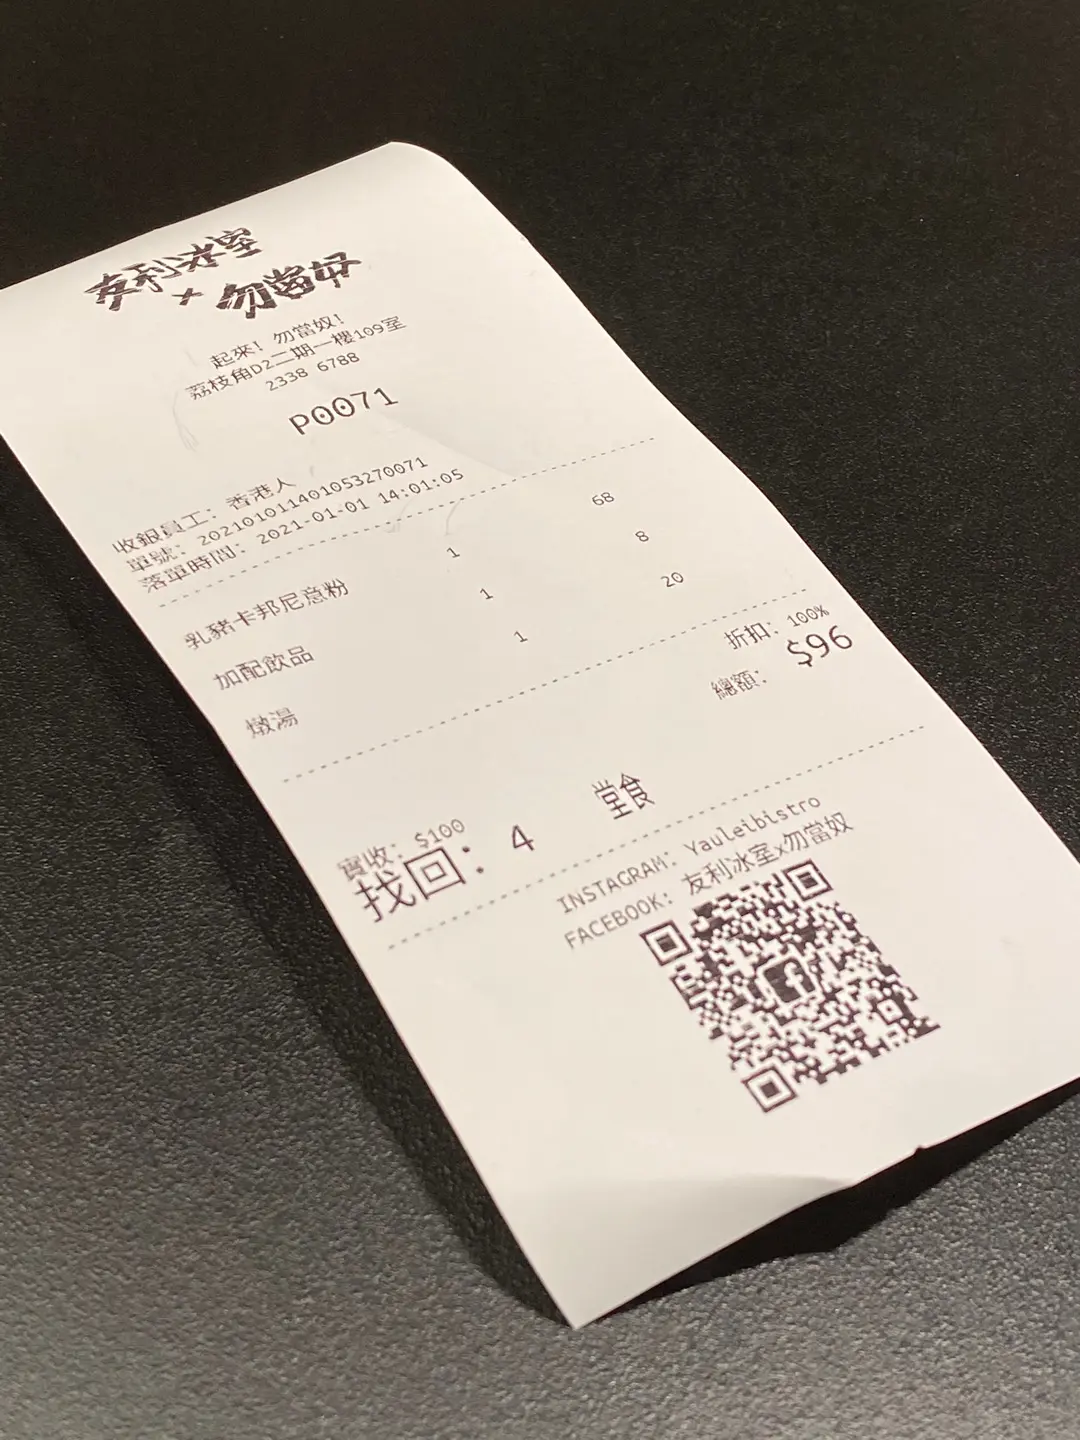 友利冰室
× 勿當奴
起來！勿當奴！
荔枝角D2二期一樓109室
2338 6788
P0071
收銀員工： 香港人
單號： 202101011401053270071
落單時間： 2021-01-01 14:01:05
乳豬卡邦尼意粉 1 68
加配飲品 1 8
燉湯 1 20
折扣： 100%
總額： $96
堂食
實收： $100
找回： 4
INSTAGRAM: Yauleibistro
FACEBOOK: 友利冰室x勿當奴